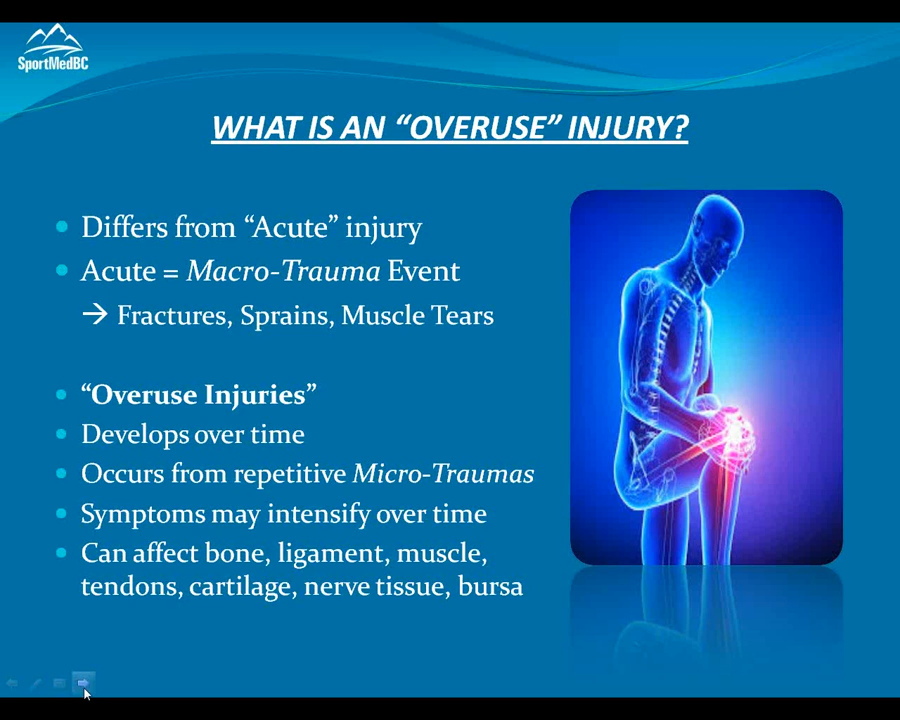 SportMedBC
WHAT IS AN “OVERUSE” INJURY?
• Differs from “Acute” injury
• Acute = Macro-Trauma Event
→ Fractures, Sprains, Muscle Tears
• “Overuse Injuries”
• Develops over time
• Occurs from repetitive Micro-Traumas
• Symptoms may intensify over time
• Can affect bone, ligament, muscle,
tendons, cartilage, nerve tissue, bursa